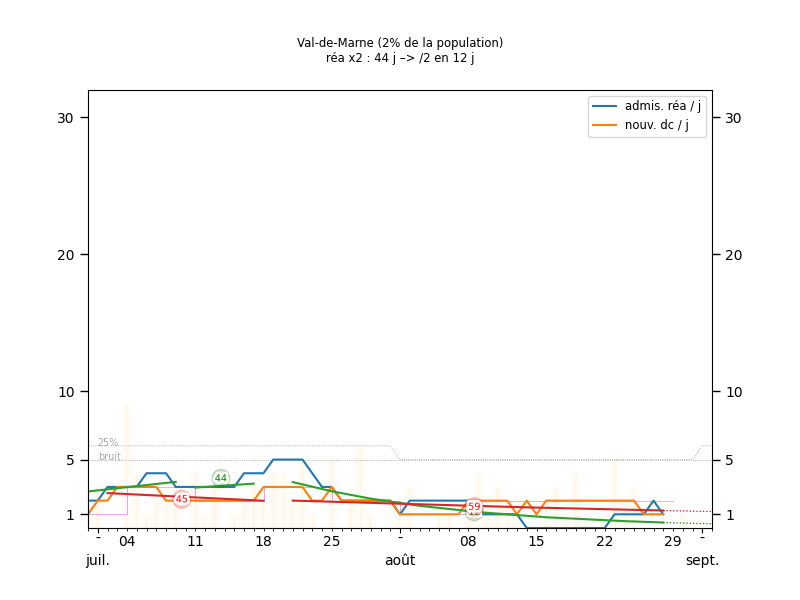 Val-de-Marne (2% de la population)
réa x2 : 44 j –> /2 en 12 j
admis. réa / j
nouv. dc / j
30 30
20 20
10 10
25%
bruit
5 5
44
45
59
1 1
- 04 11 18 25 - 08 15 22 29 -
juil. août sept.